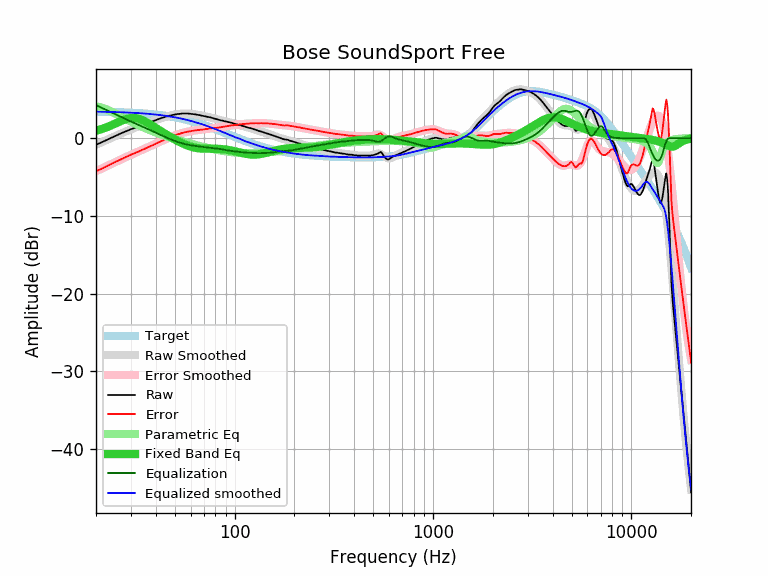 Bose SoundSport Free
Amplitude (dBr)
0
−10
−20
−30
−40
Target
Raw Smoothed
Error Smoothed
Raw
Error
Parametric Eq
Fixed Band Eq
Equalization
Equalized smoothed
100
1000
10000
Frequency (Hz)